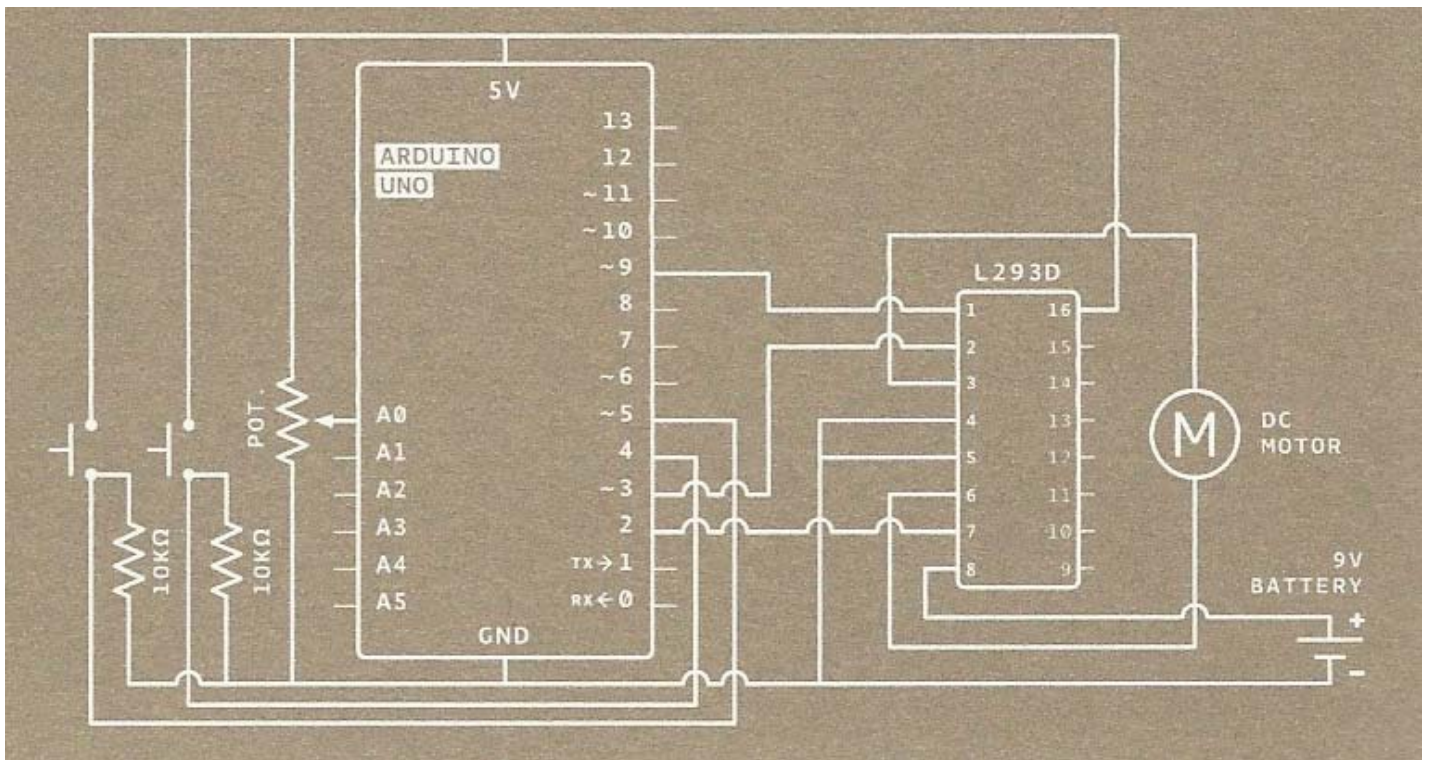 5V
ARDUINO
UNO
13
12
~11
~10
~9
8
7
~6
~5
4
~3
2
TX→1
RX←0
A0
A1
A2
A3
A4
A5
GND
POT.
10KΩ
10KΩ
L293D
1 16
2 15
3 14
4 13
5 12
6 11
7 10
8 9
M
DC
MOTOR
9V
BATTERY
+
-